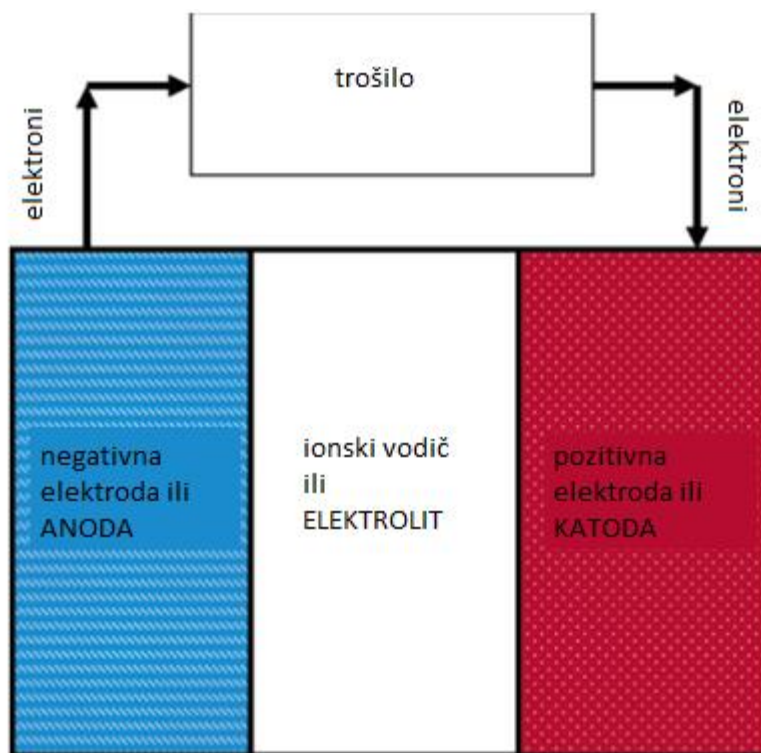 trošilo
elektroni
elektroni
negativna
elektroda ili
ANODA
ionski vodič
ili
ELEKTROLIT
pozitivna
elektroda ili
KATODA